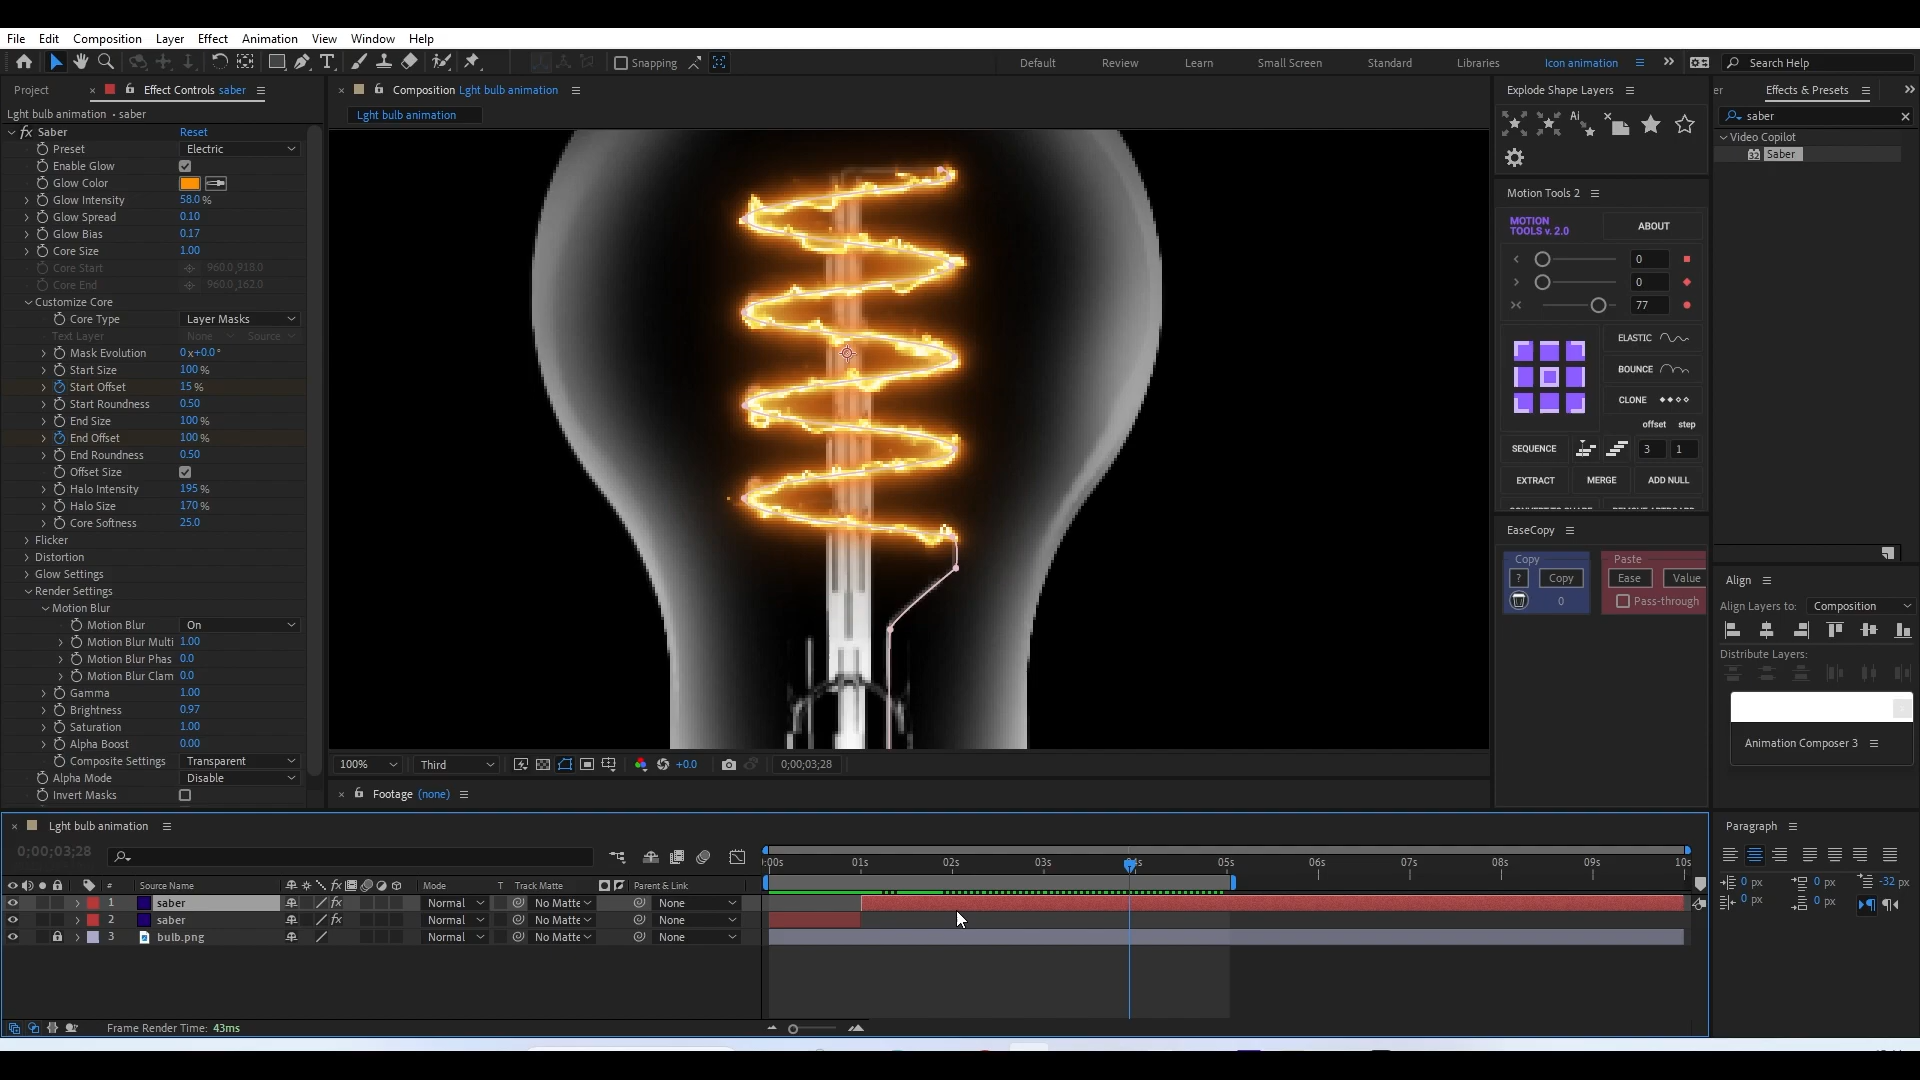 File Edit Composition Layer Effect Animation View Window Help
Snapping
Default Review Learn Small Screen Standard Libraries Icon animation Search Help
Project Effect Controls saber
Lght bulb animation • saber
fx Saber Reset
Preset Electric
Enable Glow
Glow Color
Glow Intensity 58.0 %
Glow Spread 0.10
Glow Bias 0.17
Core Size 1.00
Core Start 960.0,918.0
Core End 960.0,162.0
Customize Core
Core Type Layer Masks
Text Layer None Source
Mask Evolution 0x+0.0°
Start Size 100 %
Start Offset 15 %
Start Roundness 0.50
End Size 100 %
End Offset 100 %
End Roundness 0.50
Offset Size
Halo Intensity 195 %
Halo Size 170 %
Core Softness 25.0
Flicker
Distortion
Glow Settings
Render Settings
Motion Blur
Motion Blur On
Motion Blur Multi 1.00
Motion Blur Phas 0.0
Motion Blur Clam 0.0
Gamma 1.00
Brightness 0.97
Saturation 1.00
Alpha Boost 0.00
Composite Settings Transparent
Alpha Mode Disable
Invert Masks
Composition Lght bulb animation
Lght bulb animation
100% Third +0.0 0;00;03;28
Footage (none)
Explode Shape Layers
Ai
Motion Tools 2
MOTION
TOOLS v. 2.0
ABOUT
0
0
77
ELASTIC
BOUNCE
CLONE
offset step
SEQUENCE 3 1
EXTRACT MERGE ADD NULL
EaseCopy
Copy Paste
? Copy Ease Value
0 Pass-through
er Effects & Presets
saber
Video Copilot
32 Saber
Align
Align Layers to: Composition
Distribute Layers:
Animation Composer 3
Paragraph
0 px 0 px -32 px
0 px 0 px
Lght bulb animation
0;00;03;28
:00s 01s 02s 03s 04s 05s 06s 07s 08s 09s 10s
# Source Name fx Mode T Track Matte Parent & Link
1 saber fx Normal No Matte None
2 saber fx Normal No Matte None
3 bulb.png Normal No Matte None
Frame Render Time: 43ms